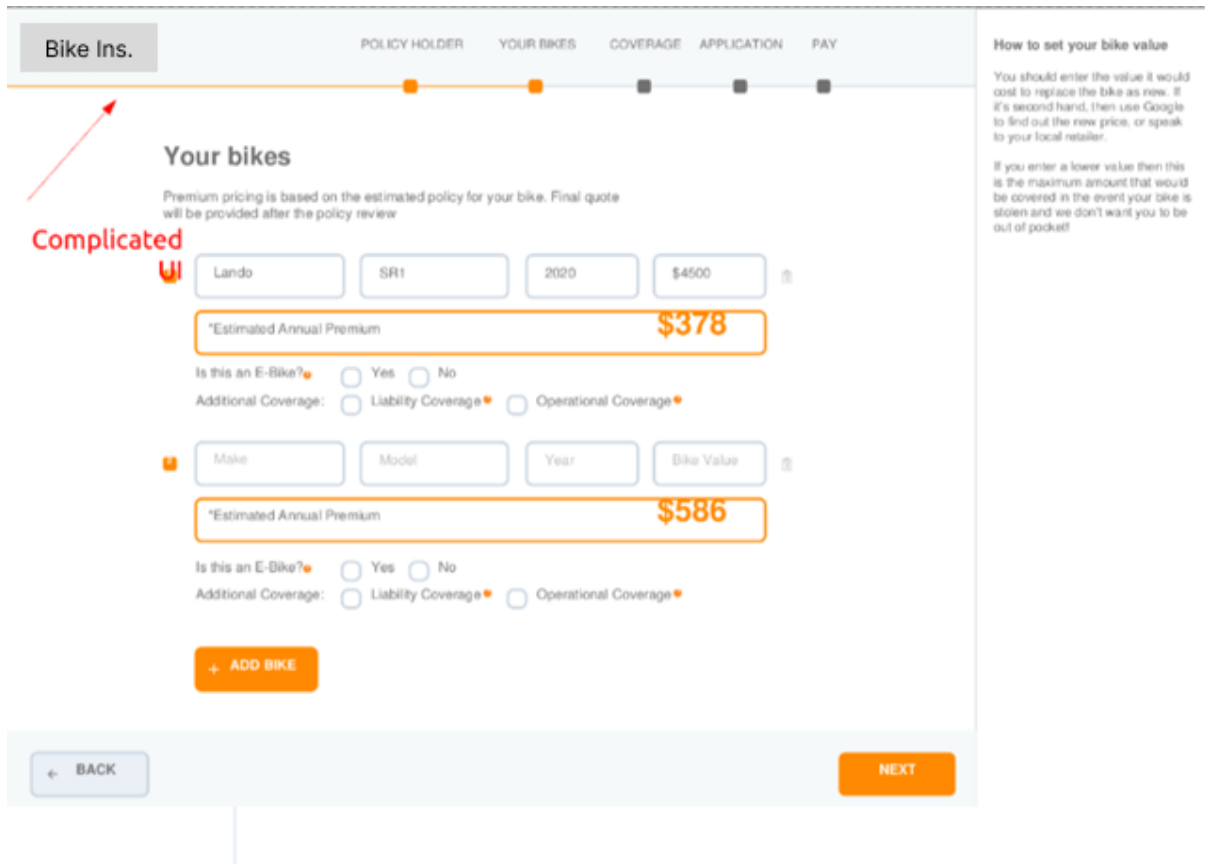 Bike Ins.
POLICY HOLDER YOUR BIKES COVERAGE APPLICATION PAY
Your bikes
Premium pricing is based on the estimated policy for your bike. Final quote
will be provided after the policy review
Complicated
UI
Lando SR1 2020 $4500
*Estimated Annual Premium $378
Is this an E-Bike? Yes No
Additional Coverage: Liability Coverage Operational Coverage
Make Model Year Bike Value
*Estimated Annual Premium $586
Is this an E-Bike? Yes No
Additional Coverage: Liability Coverage Operational Coverage
+ ADD BIKE
← BACK
NEXT
How to set your bike value
You should enter the value it would
cost to replace the bike as new. If
it's second hand, then use Google
to find out the new price, or speak
to your local retailer.
If you enter a lower value then this
is the maximum amount that would
be covered in the event your bike is
stolen and we don't want you to be
out of pocket!